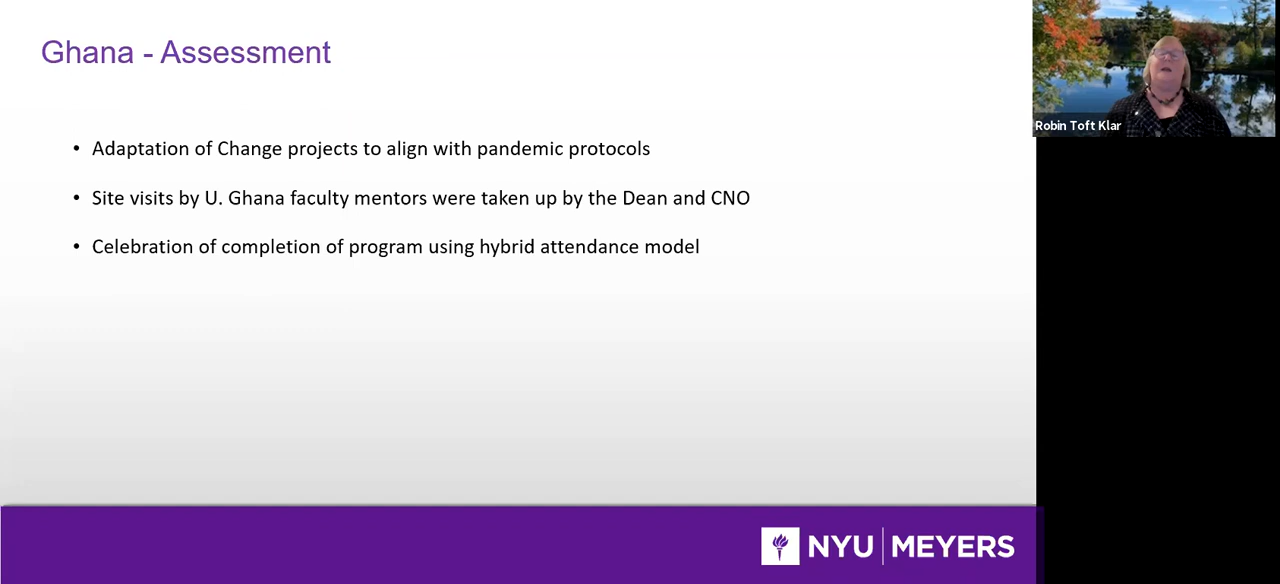 Ghana - Assessment
Robin Toft Klar
• Adaptation of Change projects to align with pandemic protocols
• Site visits by U. Ghana faculty mentors were taken up by the Dean and CNO
• Celebration of completion of program using hybrid attendance model
NYU | MEYERS